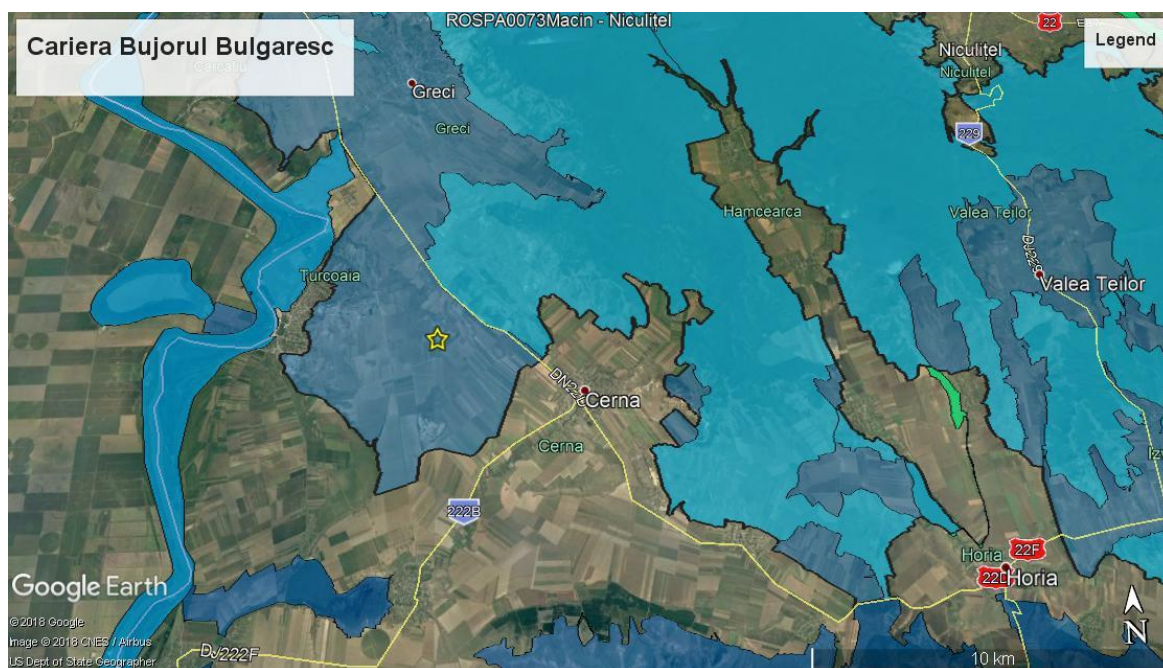 ROSPA0073Macin - Niculițel
Cariera Bujorul Bulgaresc
22
Legend
Niculițel
Niculițel
Greci
Greci
229
Hamcearca
Valea Teilor
DJ229
Valea Teilor
Turcoaia
Cerna
Cerna
222B
22F
Horia
22D
Horia
Google Earth
©2018 Google
Image © 2018 CNES / Airbus
US Dept of State Geographer
DJ222F
10 km
N